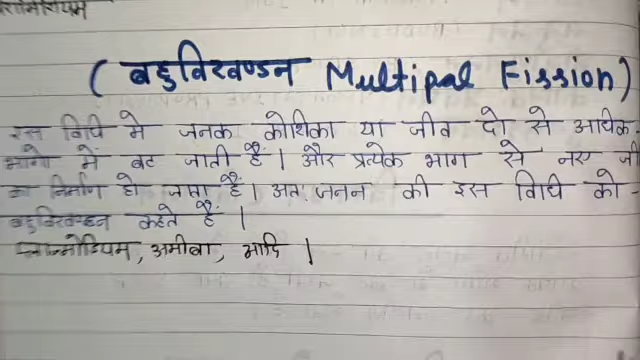 (बहुविखण्डन Multipal Fission)
इस विधि मे जनक कोशिका या जीव दो से अधिक
भागो में बट जाती है। और प्रत्येक भाग से नए जी
का निर्माण हो जाता है। अतः जनन की इस विधि को -
बहुविखण्डन कहते है।
प्लाज्मोडियम, अमीबा, आदि।